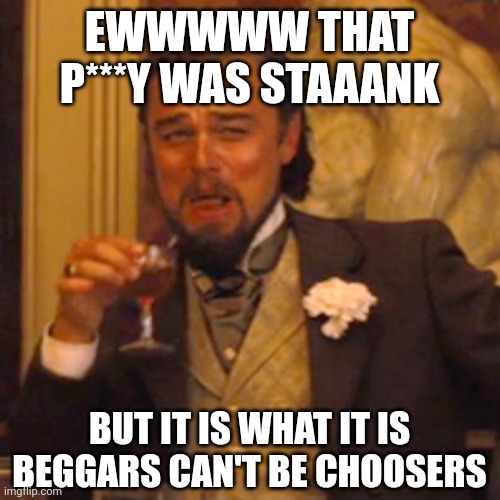 EWWWWW THAT
P***Y WAS STAAANK
BUT IT IS WHAT IT IS
BEGGARS CAN'T BE CHOOSERS
imgflip.com